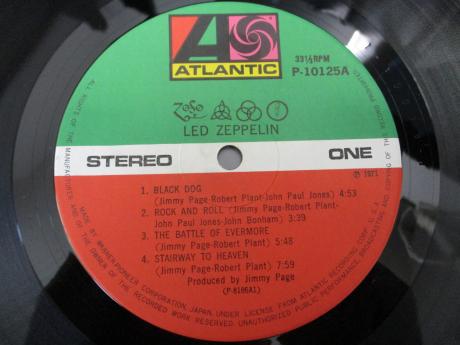 ATLANTIC
33⅓RPM
P-10125A
LED ZEPPELIN
STEREO
ONE
Ⓟ 1971
1. BLACK DOG
(Jimmy Page-Robert Plant-John Paul Jones) 4:53
2. ROCK AND ROLL (Jimmy Page-Robert Plant-
John Paul Jones-John Bonham) 3:39
3. THE BATTLE OF EVERMORE
(Jimmy Page-Robert Plant) 5:48
4. STAIRWAY TO HEAVEN
(Jimmy Page-Robert Plant) 7:59
Produced by Jimmy Page
(P-8186A1)
ALL RIGHTS OF THE MANUFACTURER AND OF THE OWNER OF THE RECORDED WORK RESERVED. UNAUTHORIZED PUBLIC PERFORMANCE, BROADCASTING AND COPYING OF THE RECORD PROHIBITED
MADE BY WARNER-PIONEER CORPORATION, JAPAN, UNDER LICENSE FROM ATLANTIC RECORDING CORP. U.S.A.